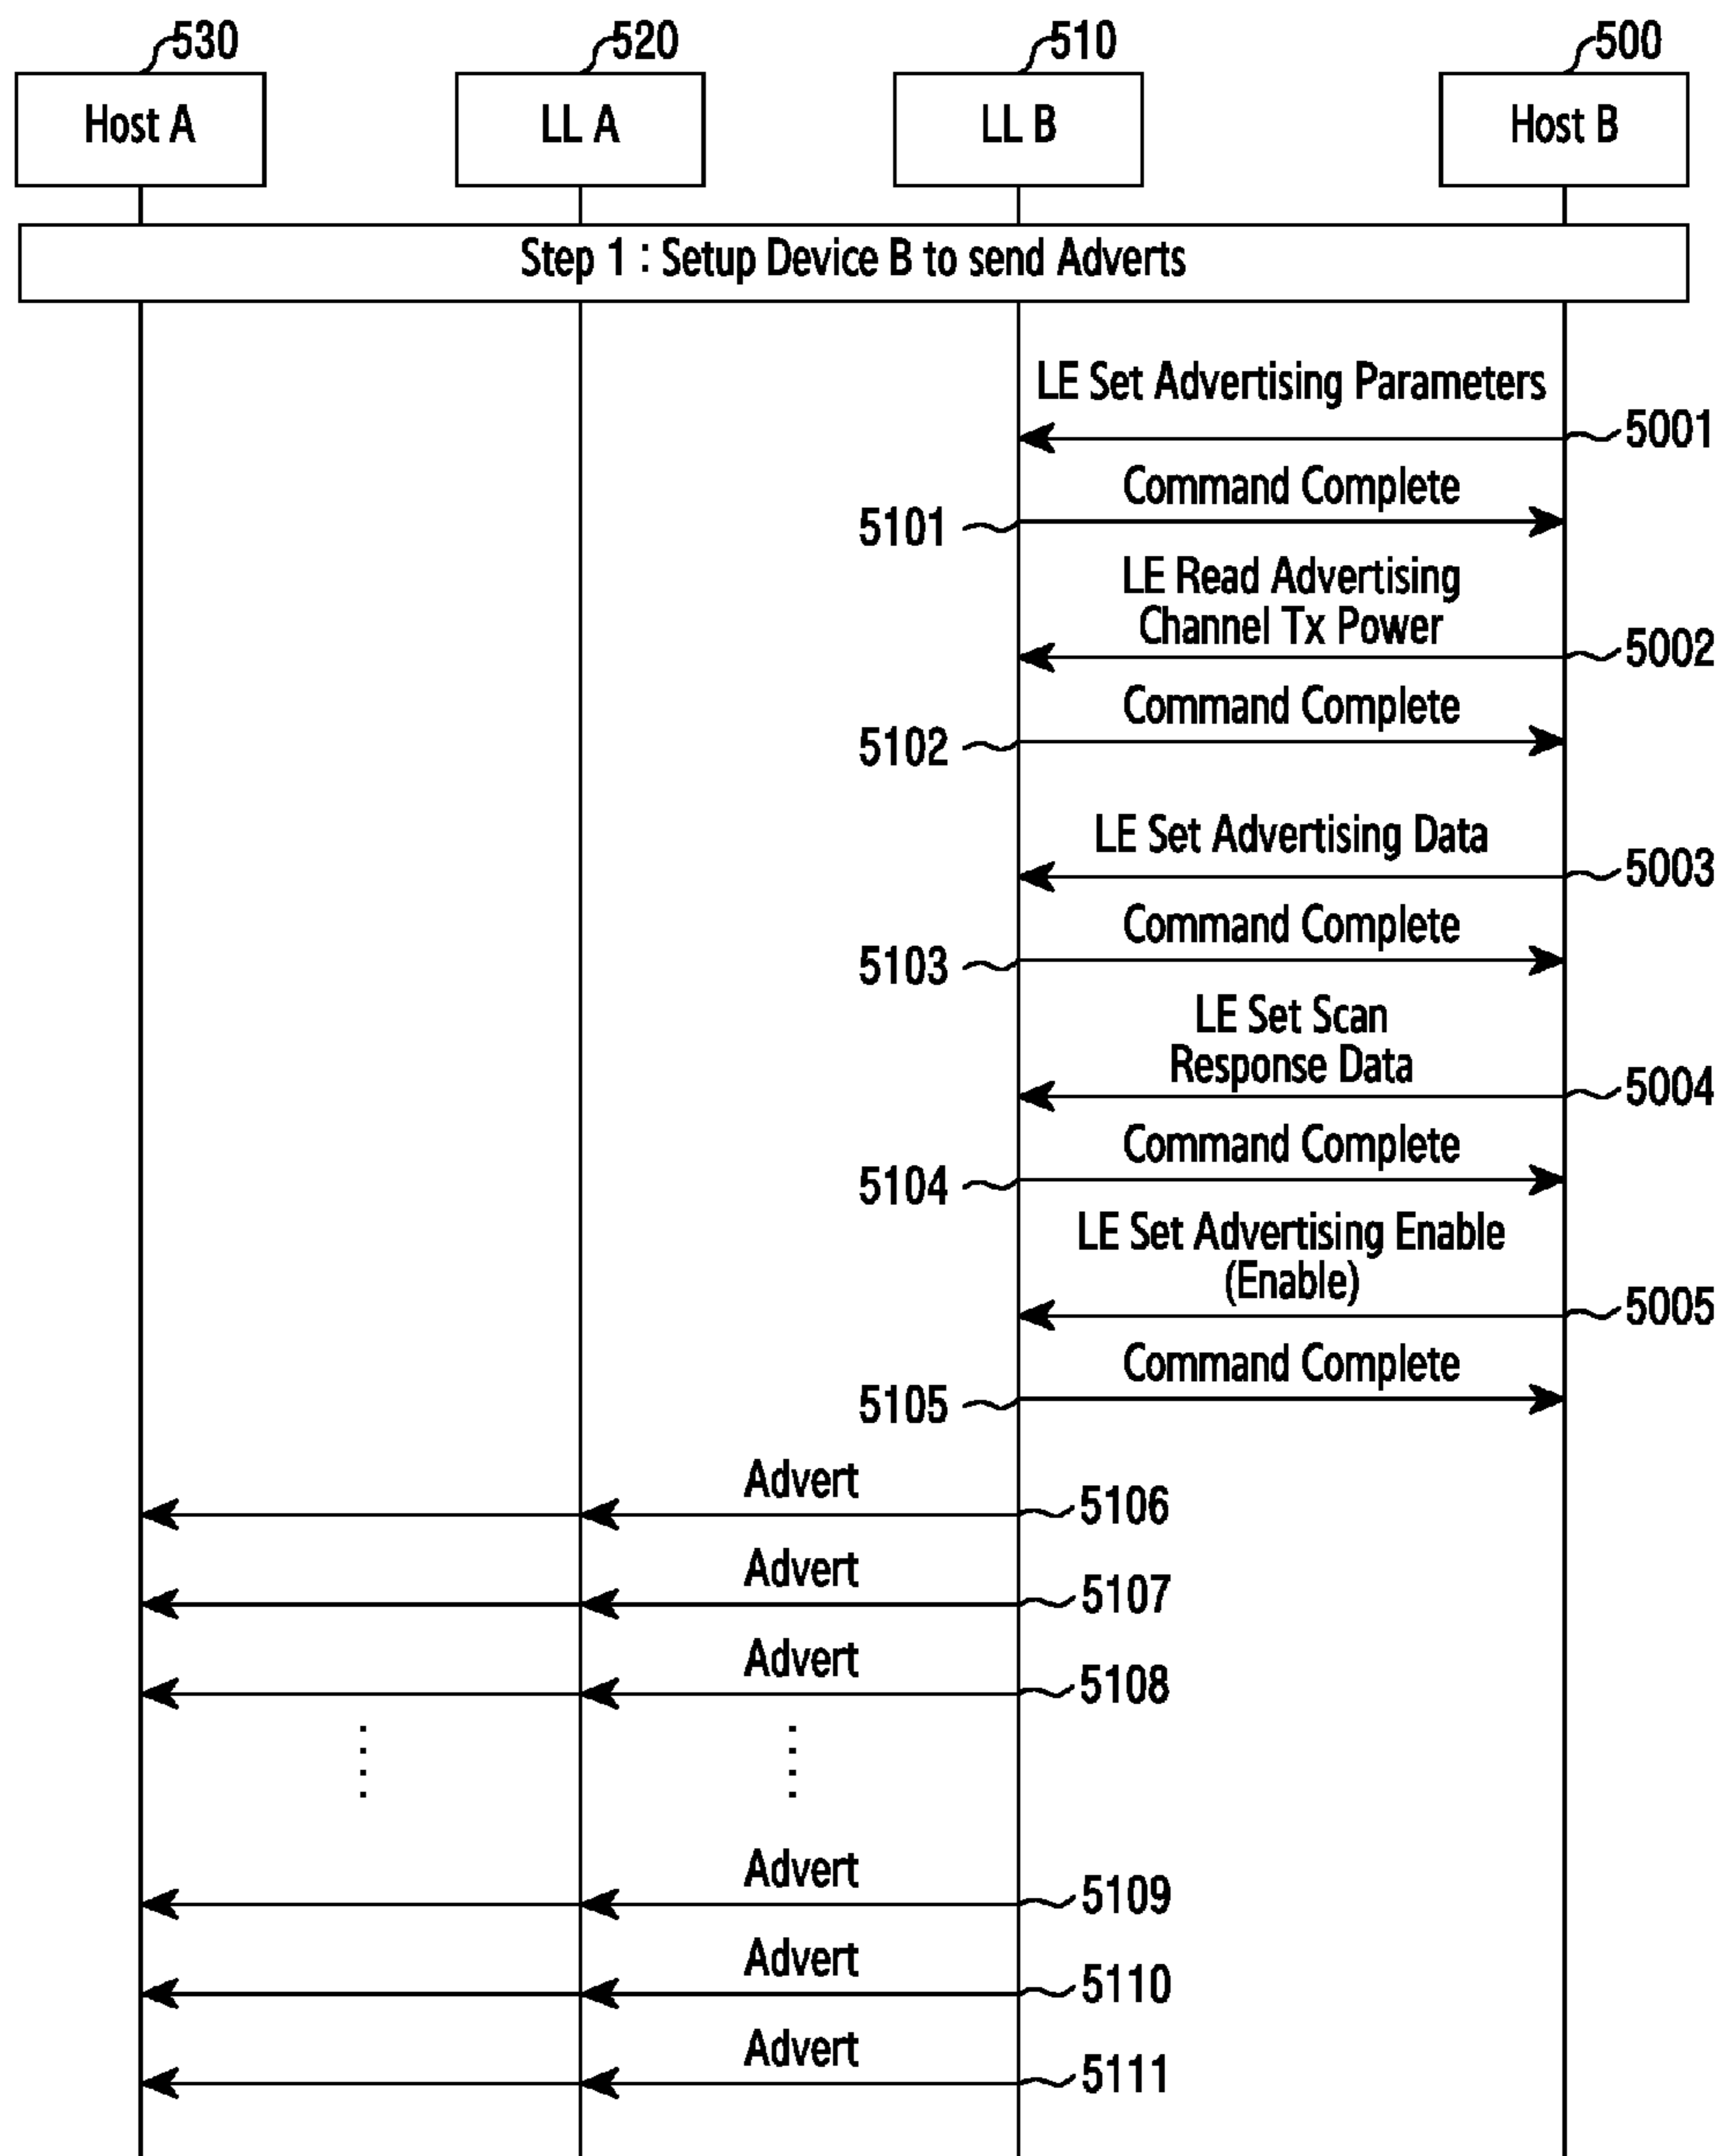 530
520
510
500
Host A
LL A
LL B
Host B
Step 1 : Setup Device B to send Adverts
LE Set Advertising Parameters
5001
Command Complete
5101
LE Read Advertising
Channel Tx Power
5002
Command Complete
5102
LE Set Advertising Data
5003
Command Complete
5103
LE Set Scan
Response Data
5004
Command Complete
5104
LE Set Advertising Enable
(Enable)
5005
Command Complete
5105
Advert
5106
Advert
5107
Advert
5108
Advert
5109
Advert
5110
Advert
5111